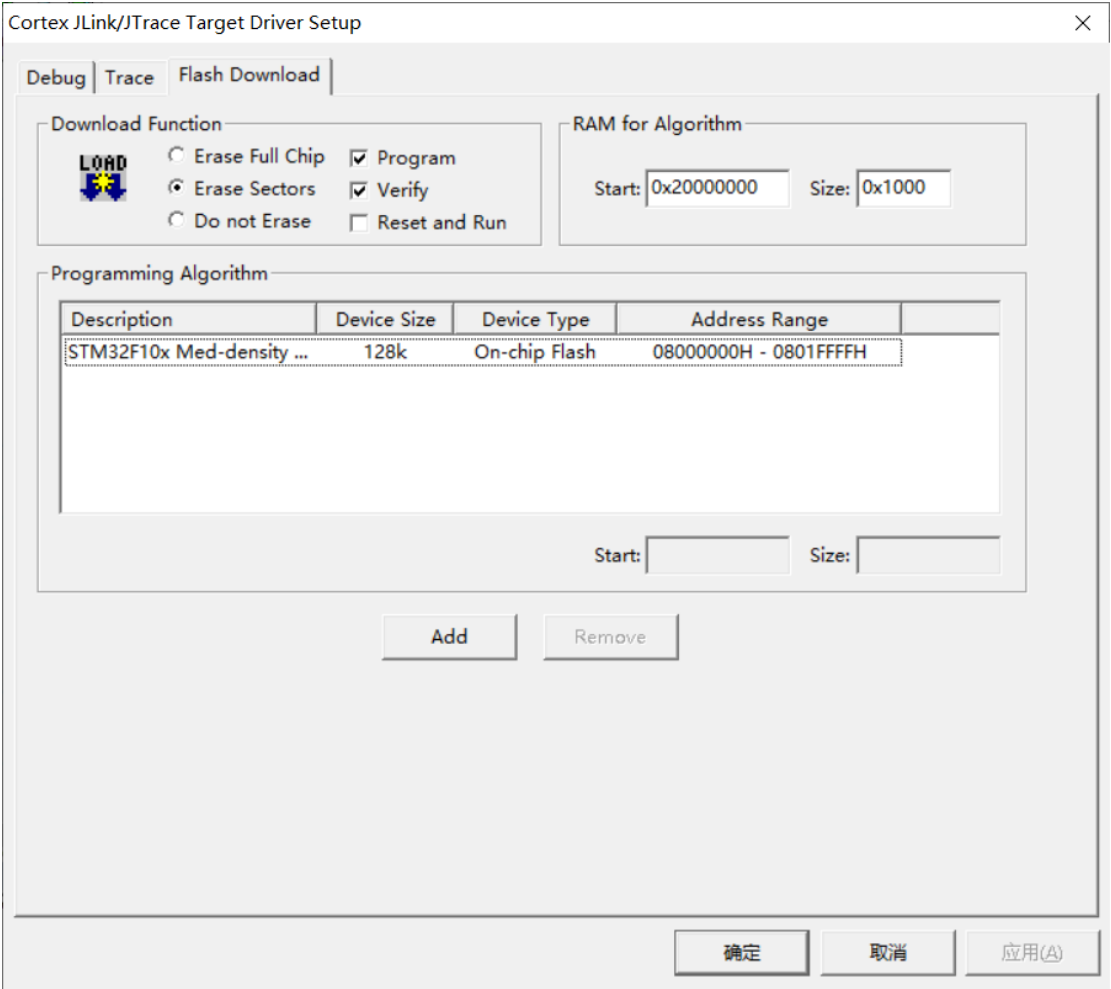 Cortex JLink/JTrace Target Driver Setup
Debug Trace Flash Download
Download Function
LOAD
Erase Full Chip Program
Erase Sectors Verify
Do not Erase Reset and Run
RAM for Algorithm
Start: 0x20000000 Size: 0x1000
Programming Algorithm
Description Device Size Device Type Address Range
STM32F10x Med-density ... 128k On-chip Flash 08000000H - 0801FFFFH
Start: Size:
Add Remove
确定 取消 应用(A)